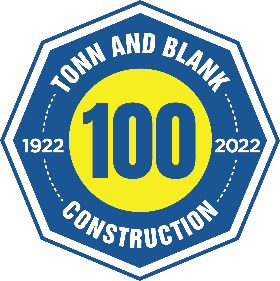 TONN AND BLANK
1922 100 2022
CONSTRUCTION